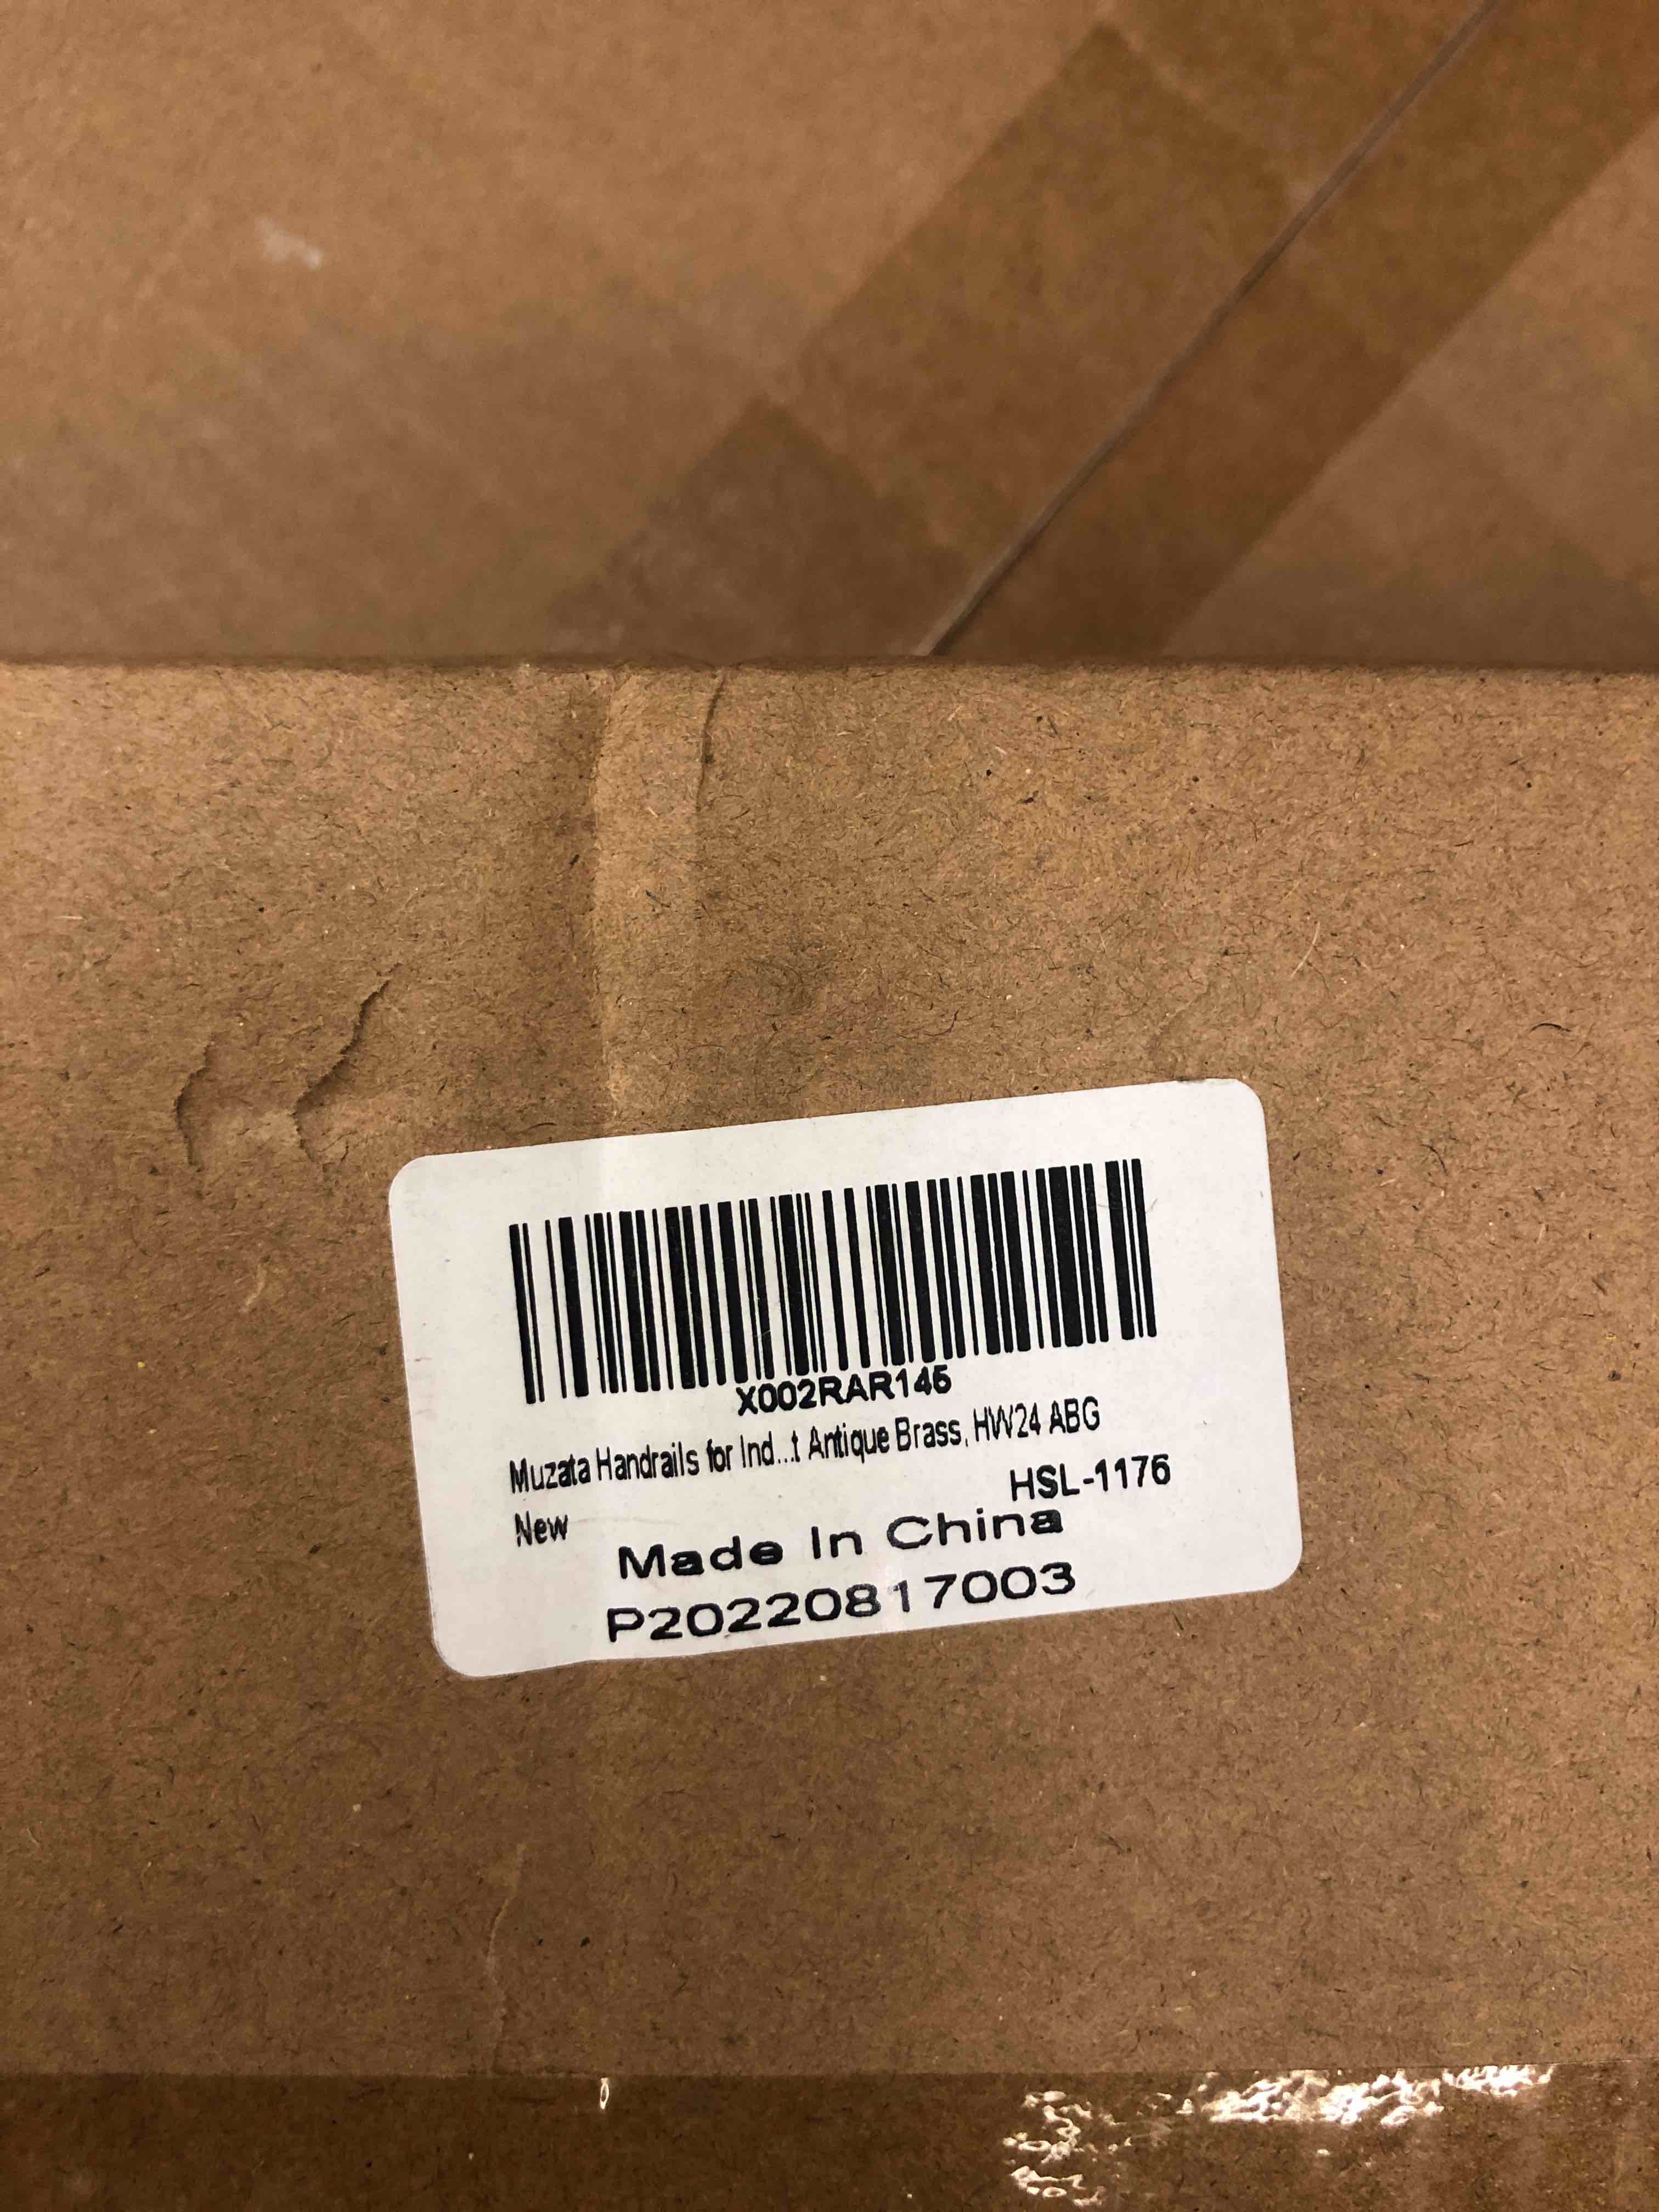 X002RAR145
Muzata Handrails for Ind...t Antique Brass, HW24 ABG
HSL-1176
New
Made In China
P20220817003